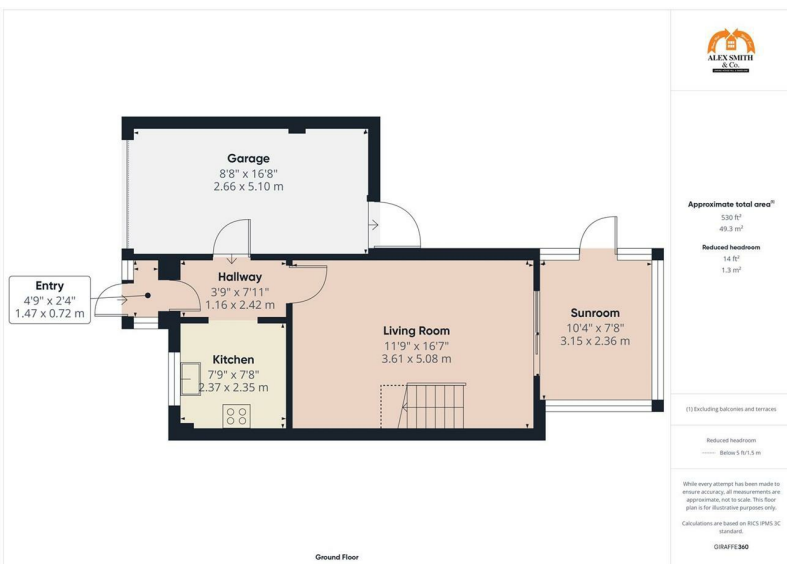 ALEX SMITH
& Co.
Approximate total area(1)
530 ft²
49.3 m²
Reduced headroom
14 ft²
1.3 m²
Garage
8'8" x 16'8"
2.66 x 5.10 m
Entry
4'9" x 2'4"
1.47 x 0.72 m
Hallway
3'9" x 7'11"
1.16 x 2.42 m
Kitchen
7'9" x 7'8"
2.37 x 2.35 m
Living Room
11'9" x 16'7"
3.61 x 5.08 m
Sunroom
10'4" x 7'8"
3.15 x 2.36 m
(1) Excluding balconies and terraces
Reduced headroom
Below 5 ft/1.5 m
While every attempt has been made to
ensure accuracy, all measurements are
approximate, not to scale. This floor
plan is for illustrative purposes only.
Calculations are based on RICS IPMS 3C
standard.
GIRAFFE360
Ground Floor